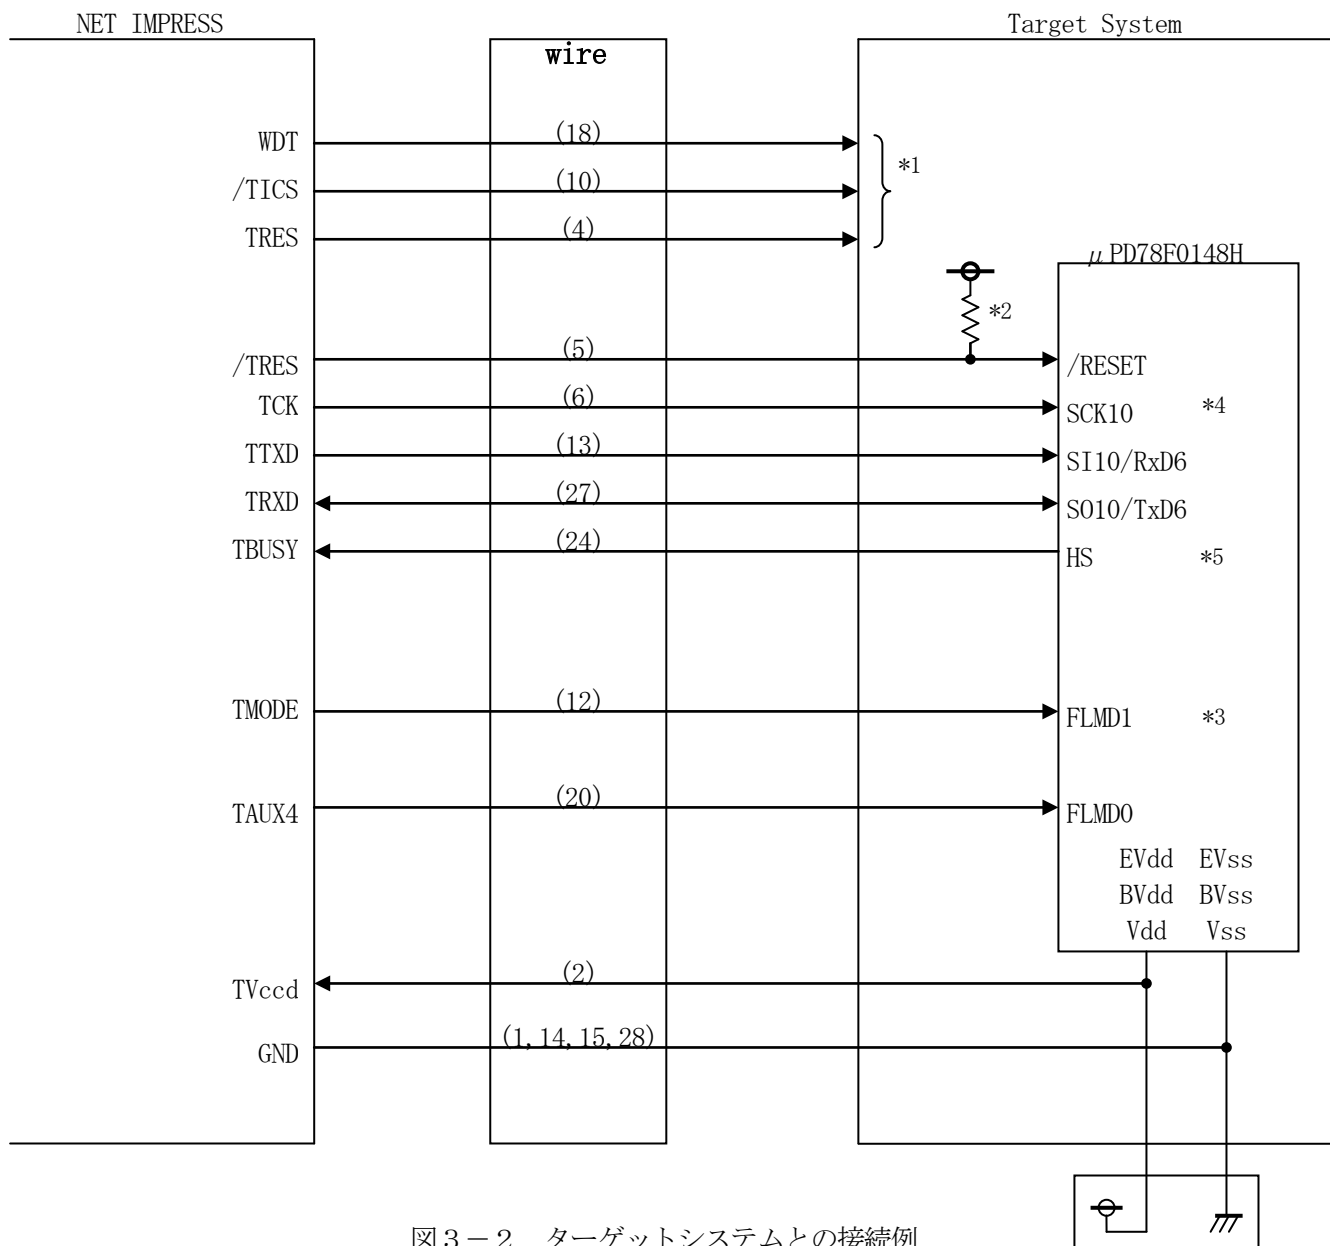 NET IMPRESS
Target System
wire
WDT (18)
*1
/TICS (10)
TRES (4)
μPD78F0148H
*2
/TRES (5) /RESET
TCK (6) SCK10 *4
TTXD (13) SI10/RxD6
TRXD (27) SO10/TxD6
TBUSY (24) HS *5
TMODE (12) FLMD1 *3
TAUX4 (20) FLMD0
EVdd EVss
BVdd BVss
Vdd Vss
TVccd (2)
GND (1,14,15,28)
図3-2 ターゲットシステムとの接続例